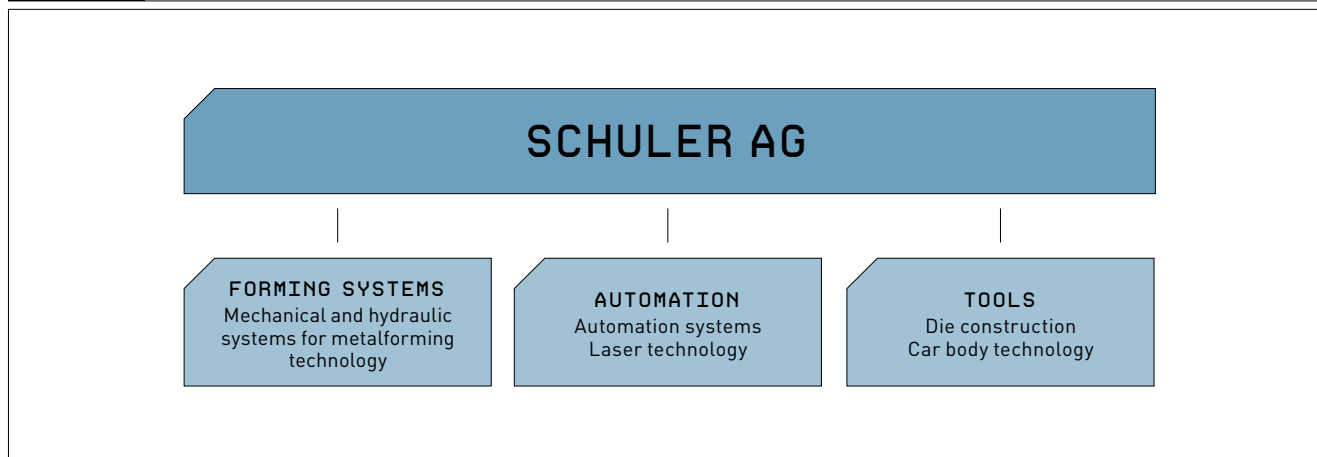 SCHULER AG
FORMING SYSTEMS
Mechanical and hydraulic
systems for metalforming
technology
AUTOMATION
Automation systems
Laser technology
TOOLS
Die construction
Car body technology